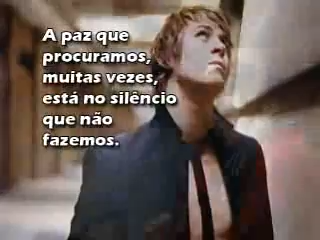 A paz que
procuramos,
muitas vezes,
está no silêncio
que não
fazemos.